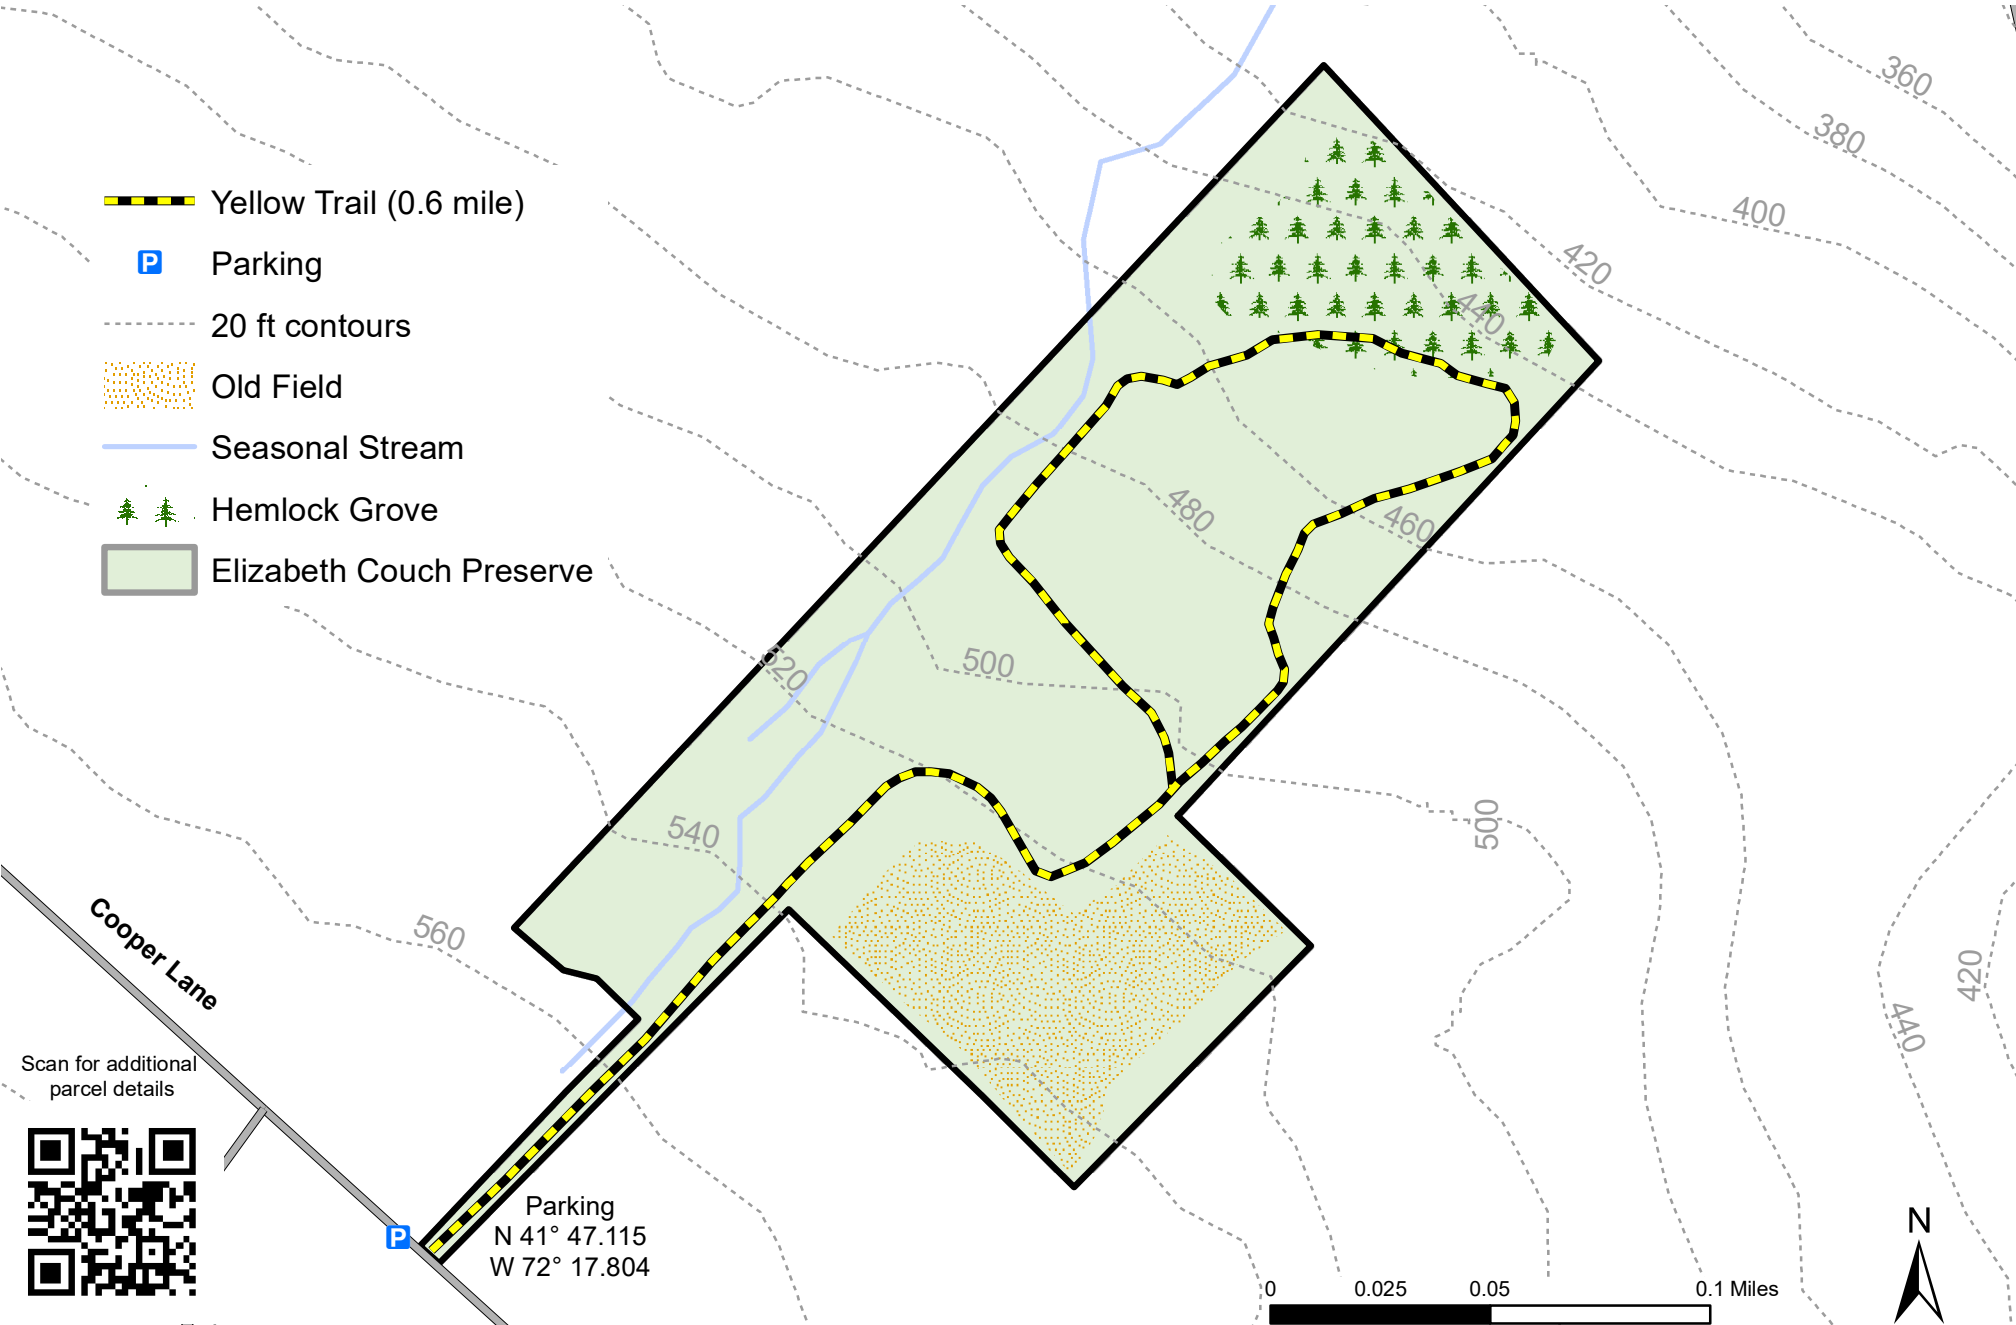 360
380
Yellow Trail (0.6 mile)
400
P
Parking
420
440
20 ft contours
Old Field
Seasonal Stream
Hemlock Grove
480
460
Elizabeth Couch Preserve
500
520
540
500
Cooper Lane
560
420
440
Scan for additional
parcel details
Parking
P
N 41° 47.115
W 72° 17.804
N
0 0.025 0.05 0.1 Miles